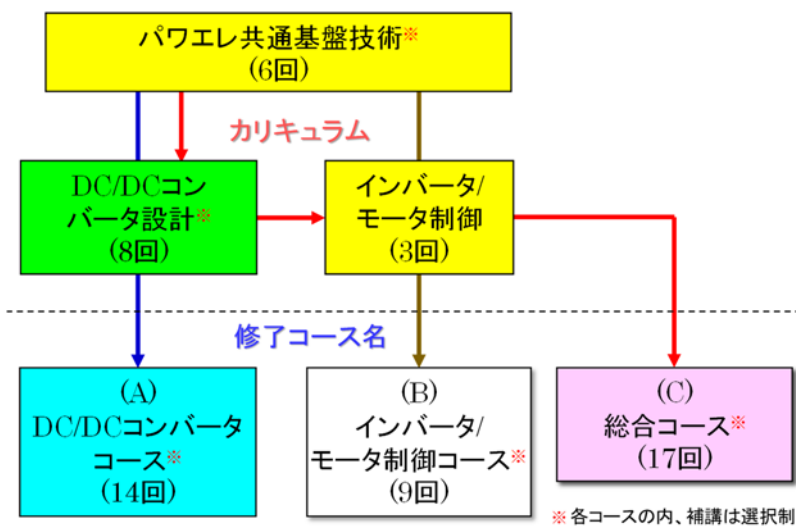 パワエレ共通基盤技術※
(6回)
カリキュラム
DC/DCコン
バータ設計※
(8回)
インバータ/
モータ制御
(3回)
修了コース名
(A)
DC/DCコンバータ
コース※
(14回)
(B)
インバータ/
モータ制御コース※
(9回)
(C)
総合コース※
(17回)
※各コースの内、補講は選択制